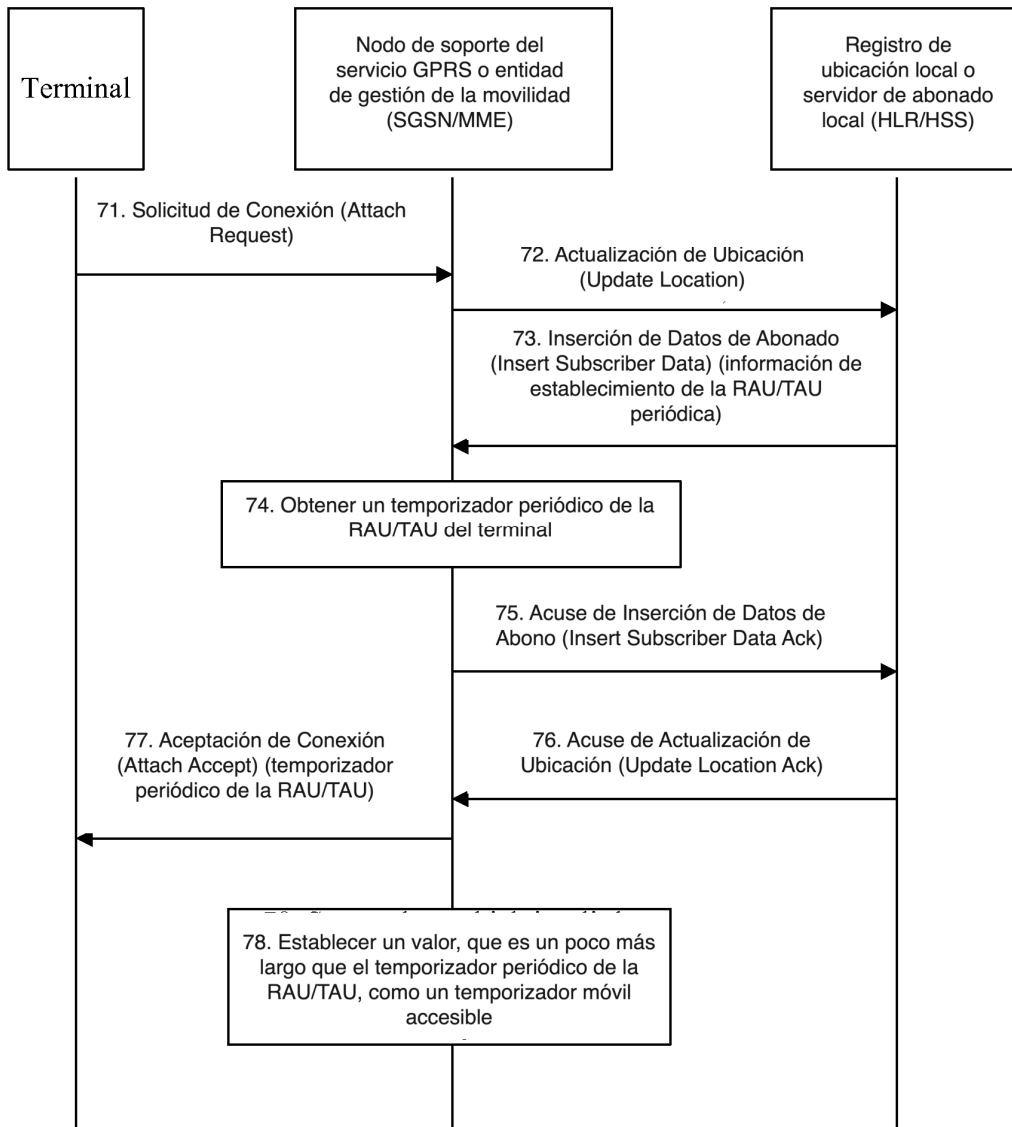 Terminal
Nodo de soporte del
servicio GPRS o entidad
de gestión de la movilidad
(SGSN/MME)
Registro de
ubicación local o
servidor de abonado
local (HLR/HSS)
71. Solicitud de Conexión (Attach
Request)
72. Actualización de Ubicación
(Update Location)
73. Inserción de Datos de Abonado
(Insert Subscriber Data) (información de
establecimiento de la RAU/TAU
periódica)
74. Obtener un temporizador periódico de la
RAU/TAU del terminal
75. Acuse de Inserción de Datos de
Abono (Insert Subscriber Data Ack)
76. Acuse de Actualización de
Ubicación (Update Location Ack)
77. Aceptación de Conexión
(Attach Accept) (temporizador
periódico de la RAU/TAU)
78. Establecer un valor, que es un poco más
largo que el temporizador periódico de la
RAU/TAU, como un temporizador móvil
accesible